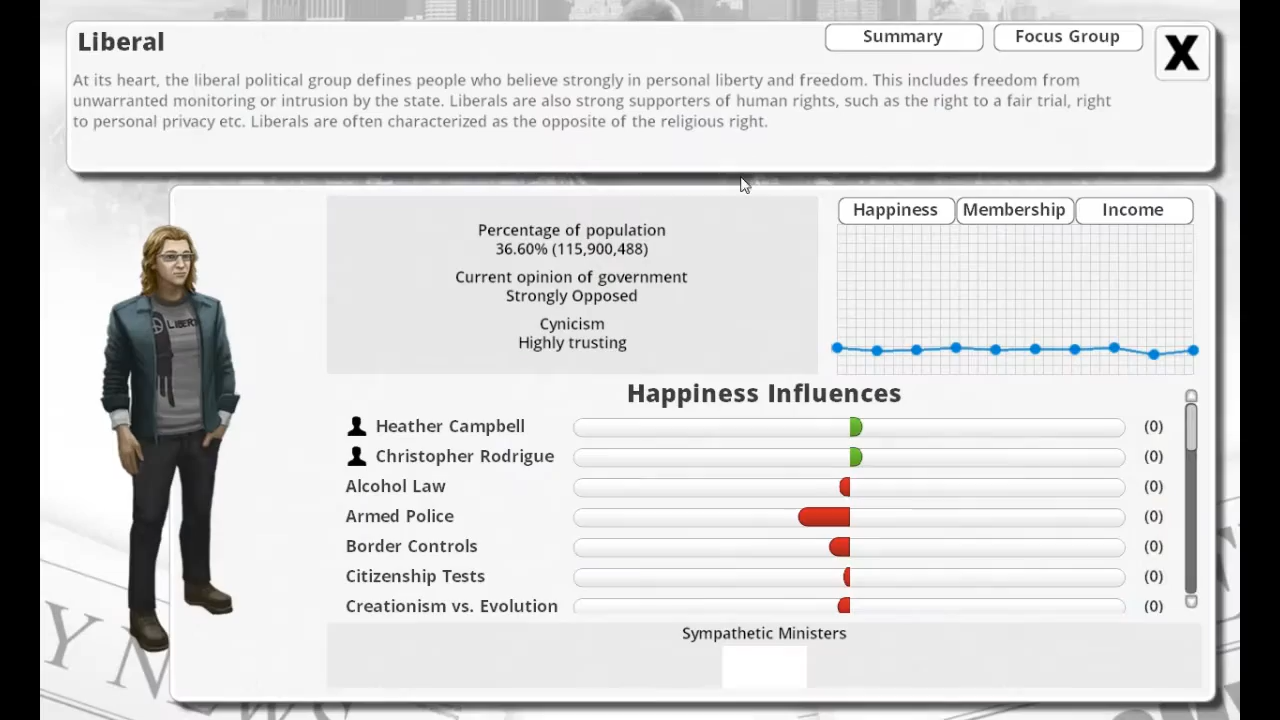 Liberal
Summary
Focus Group
X
At its heart, the liberal political group defines people who believe strongly in personal liberty and freedom. This includes freedom from
unwarranted monitoring or intrusion by the state. Liberals are also strong supporters of human rights, such as the right to a fair trial, right
to personal privacy etc. Liberals are often characterized as the opposite of the religious right.
Percentage of population
36.60% (115,900,488)
Current opinion of government
Strongly Opposed
Cynicism
Highly trusting
Happiness
Membership
Income
Happiness Influences
Heather Campbell (0)
Christopher Rodrigue (0)
Alcohol Law (0)
Armed Police (0)
Border Controls (0)
Citizenship Tests (0)
Creationism vs. Evolution (0)
Sympathetic Ministers